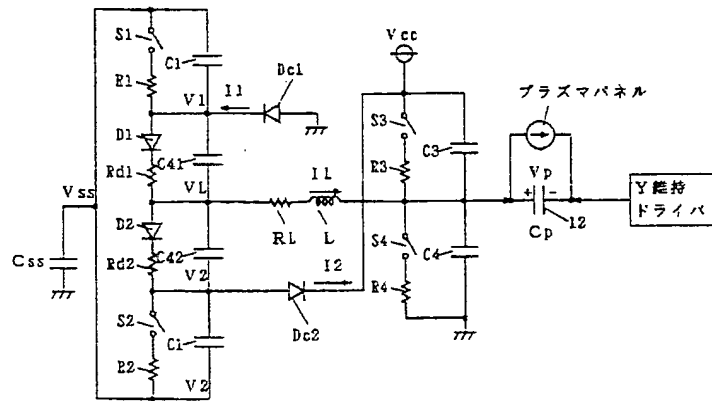 S1
C1
R1
V1
I1
Dc1
Vcc
プラズマパネル
D1
Rd1
C41
VL
IL
S3
R3
C3
Vp
+
-
Vss
RL
L
Cp
12
Y維持
ドライバ
Css
D2
Rd2
C42
V2
I2
Dc2
S4
R4
C4
S2
C1
R2
V2